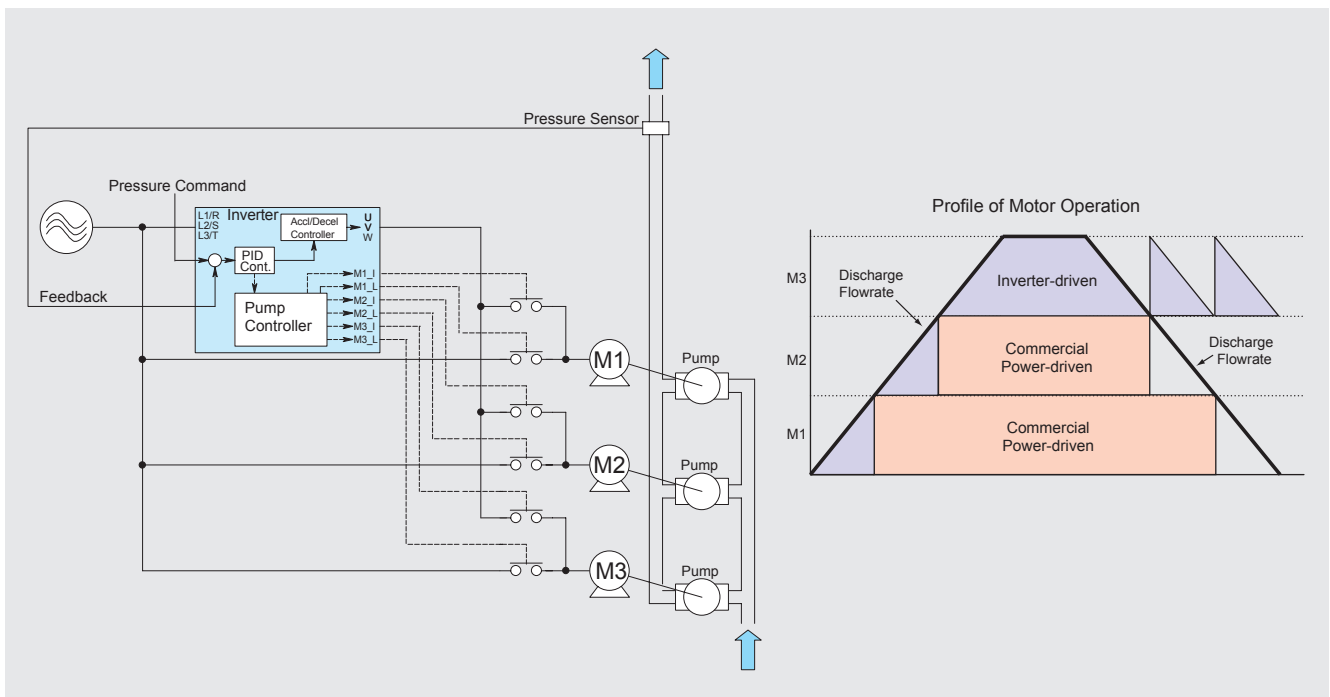 Pressure Sensor
Pressure Command
L1/R
L2/S
L3/T
Inverter
Accl/Decel
Controller
U
V
W
PID
Cont.
Feedback
Pump
Controller
M1_I
M1_L
M2_I
M2_L
M3_I
M3_L
M1
Pump
M2
Pump
M3
Pump
Profile of Motor Operation
M3
M2
M1
Discharge
Flowrate
Inverter-driven
Commercial
Power-driven
Discharge
Flowrate
Commercial
Power-driven